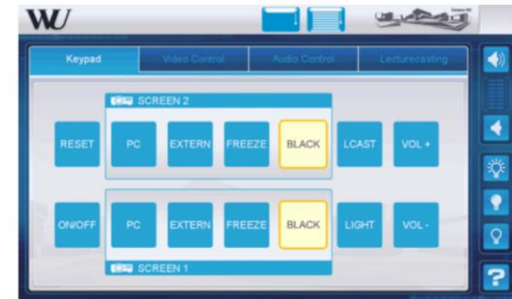 WU
Keypad Video Control Audio Control Lecturecasting
SCREEN 2
RESET PC EXTERN FREEZE BLACK LCAST VOL +
ON/OFF PC EXTERN FREEZE BLACK LIGHT VOL -
SCREEN 1
?